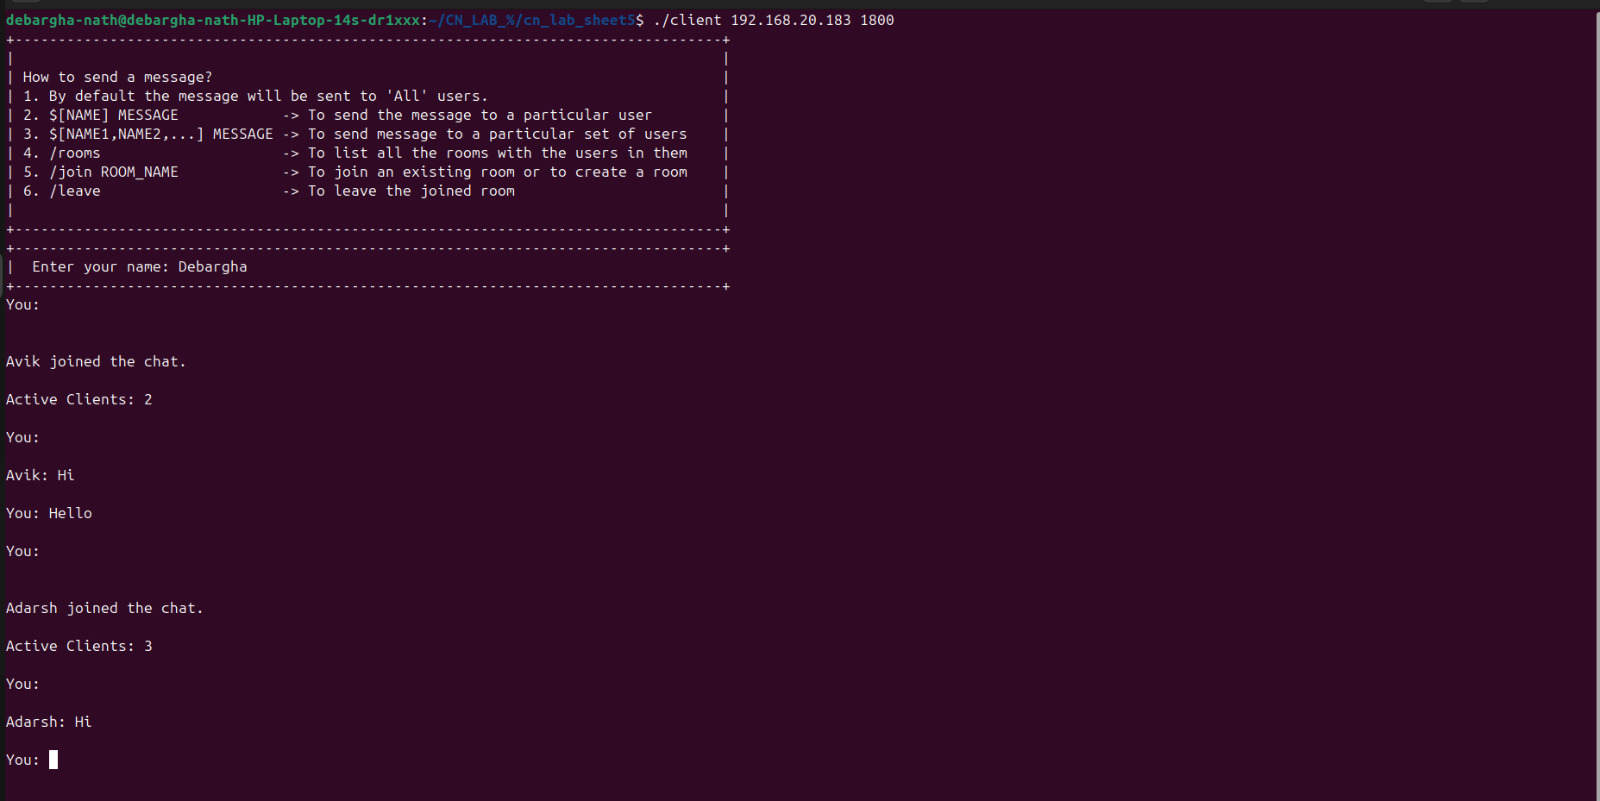 debargha-nath@debargha-nath-HP-Laptop-14s-dr1xxx:~/CN_LAB_%/cn_lab_sheet5$ ./client 192.168.20.183 1800
+----------------------------------------------------------------------------------+
|                                                                                  |
| How to send a message?                                                           |
| 1. By default the message will be sent to 'All' users.                           |
| 2. $[NAME] MESSAGE            -> To send the message to a particular user        |
| 3. $[NAME1,NAME2,...] MESSAGE -> To send message to a particular set of users    |
| 4. /rooms                     -> To list all the rooms with the users in them    |
| 5. /join ROOM_NAME            -> To join an existing room or to create a room    |
| 6. /leave                     -> To leave the joined room                        |
|                                                                                  |
+----------------------------------------------------------------------------------+
+----------------------------------------------------------------------------------+
|  Enter your name: Debargha
+----------------------------------------------------------------------------------+
You:
Avik joined the chat.
Active Clients: 2
You:
Avik: Hi
You: Hello
You:
Adarsh joined the chat.
Active Clients: 3
You:
Adarsh: Hi
You: